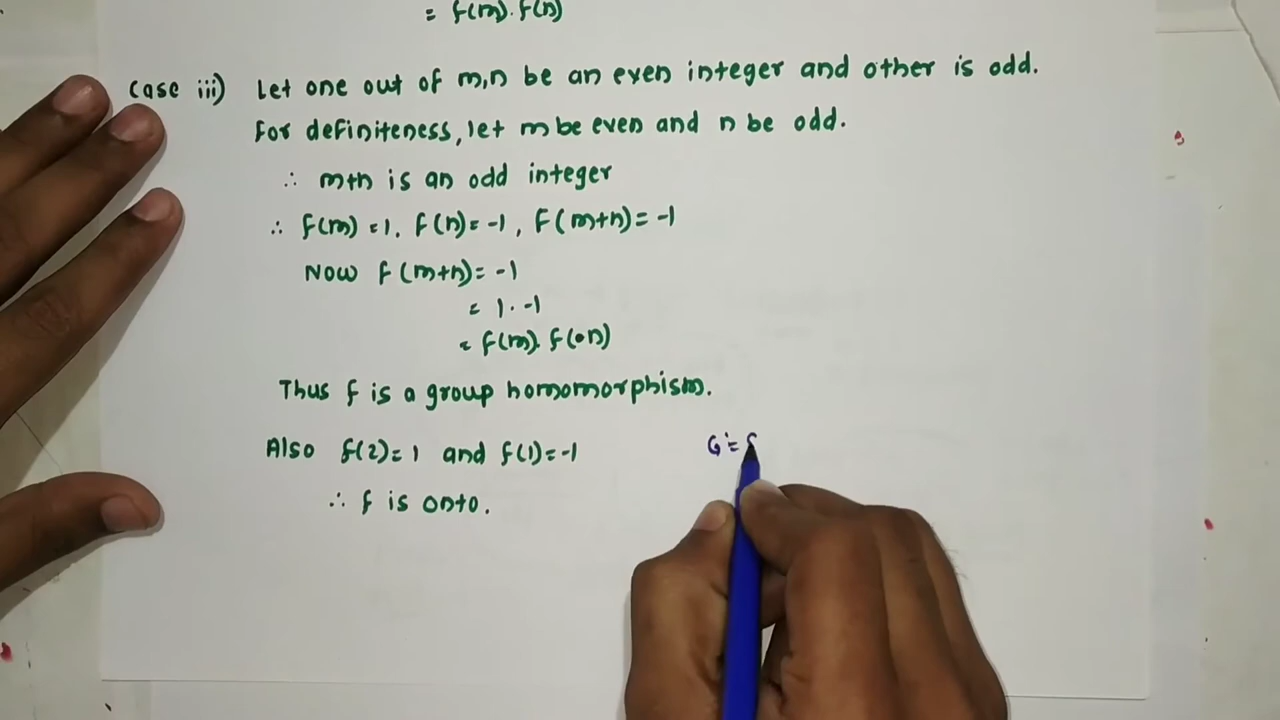 = f(m). f(n)
Case iii) Let one out of m,n be an even integer and other is odd.
For definiteness, let m be even and n be odd.
∴ m+n is an odd integer
∴ f(m) = 1, f(n) = -1, f(m+n) = -1
Now f(m+n) = -1
= 1. -1
= f(m). f(n)
Thus f is a group homomorphism.
Also f(2) = 1 and f(1) = -1
G' =
∴ f is onto.